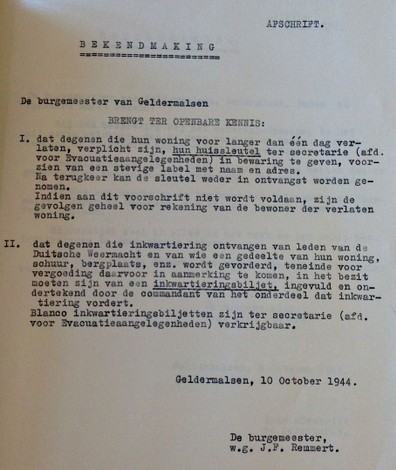 AFSCHRIFT.
BEKENDMAKING
De burgemeester van Geldermalsen
BRENGT TER OPENBARE KENNIS:
I. dat degenen die hun woning voor langer dan één dag ver-
laten, verplicht zijn, hun huissleutel ter secretarie (afd.
voor Evacuatieaangelegenheden) in bewaring te geven, voor-
zien van een stevige label met naam en adres.
Na terugkeer kan de sleutel weder in ontvangst worden ge-
nomen.
Indien aan dit voorschrift niet wordt voldaan, zijn de
gevolgen geheel voor rekening van de bewoner der verlaten
woning.
II. dat degenen die inkwartiering ontvangen van leden van de
Duitsche Weermacht en van wie een gedeelte van hun woning,
schuur, bergplaats, enz. wordt gevorderd, teneinde voor
vergoeding daarvoor in aanmerking te komen, in het bezit
moeten zijn van een inkwartieringsbiljet, ingevuld en on-
dertekend door de commandant van het onderdeel dat inkwar-
tiering vordert.
Blanco inkwartieringsbiljetten zijn ter secretarie (afd.
voor Evacuatieaangelegenheden) verkrijgbaar.
Geldermalsen, 10 October 1944.
De burgemeester,
w.g. J.F. Remmert.